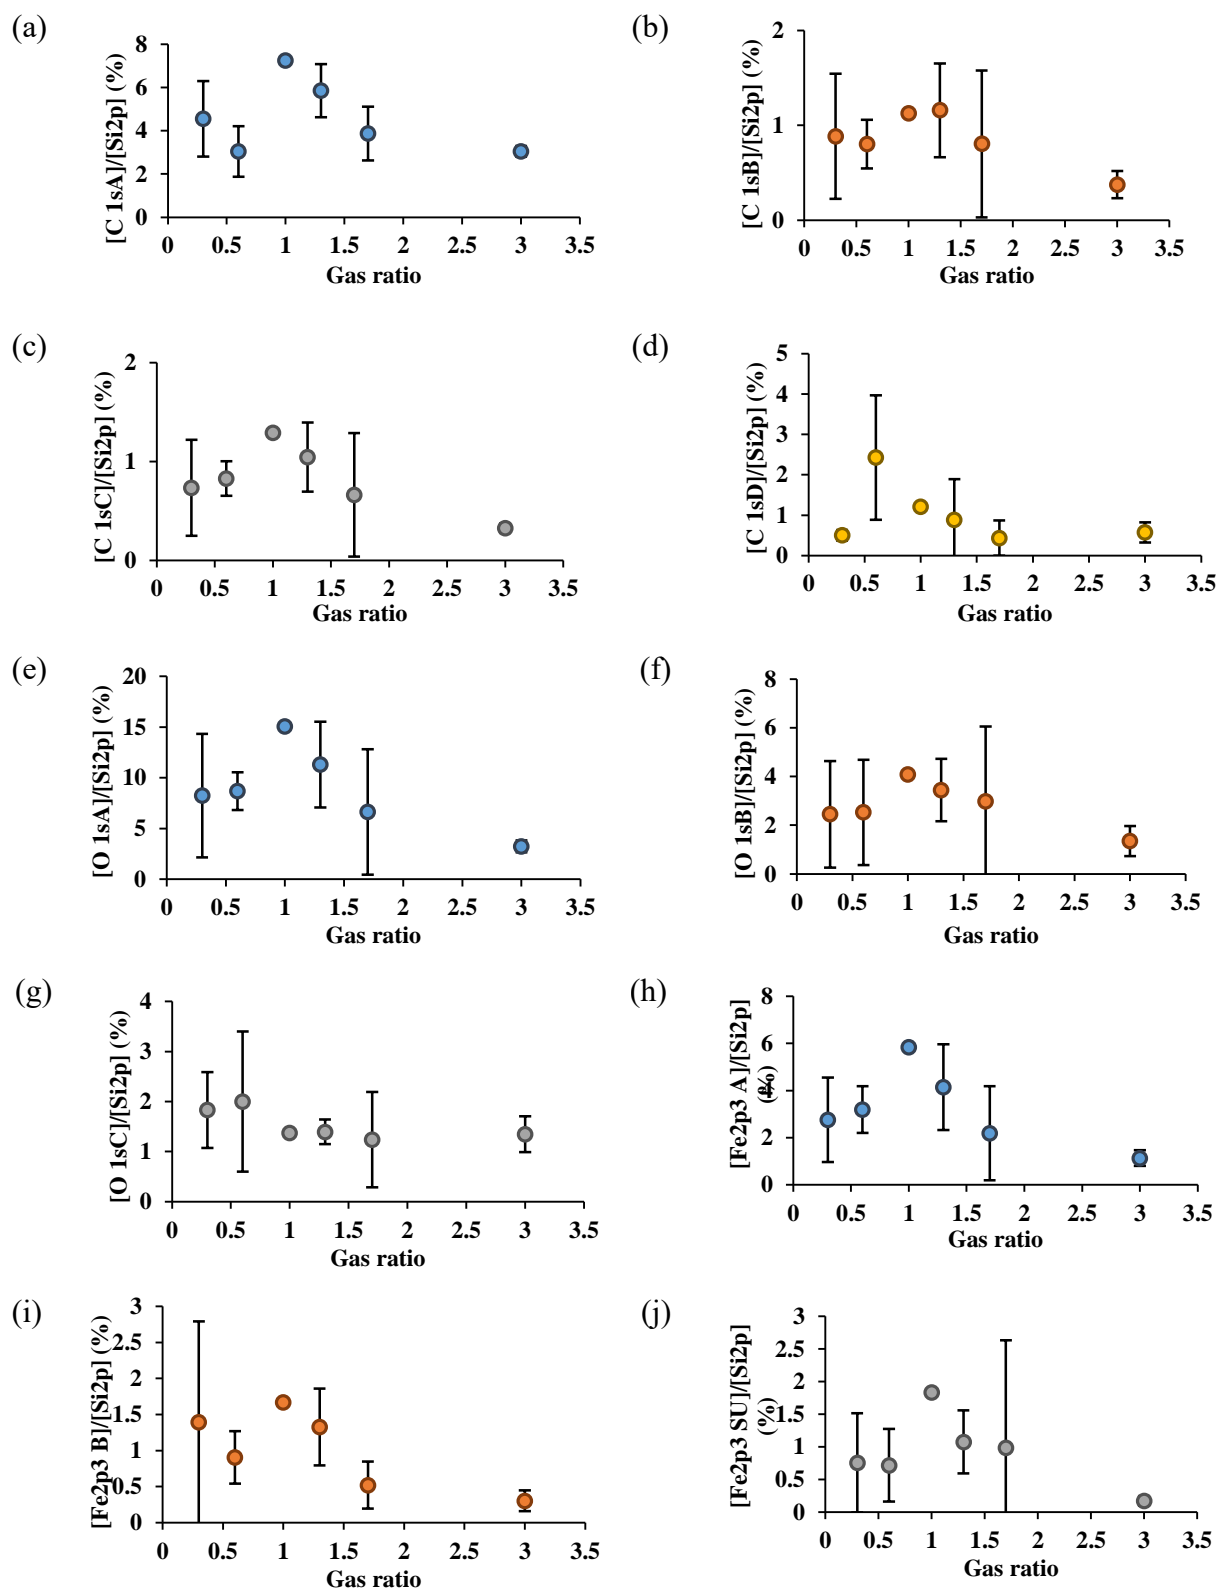 (a)
[C 1sA]/[Si2p] (%)
8
6
4
2
0
0 0.5 1 1.5 2 2.5 3 3.5
Gas ratio
(b)
[C 1sB]/[Si2p] (%)
2
1
0
0 0.5 1 1.5 2 2.5 3 3.5
Gas ratio
(c)
[C 1sC]/[Si2p] (%)
2
1
0
0 0.5 1 1.5 2 2.5 3 3.5
Gas ratio
(d)
[C 1sD]/[Si2p] (%)
5
4
3
2
1
0
0 0.5 1 1.5 2 2.5 3 3.5
Gas ratio
(e)
[O 1sA]/[Si2p] (%)
20
15
10
5
0
0 0.5 1 1.5 2 2.5 3 3.5
Gas ratio
(f)
[O 1sB]/[Si2p] (%)
8
6
4
2
0
0 0.5 1 1.5 2 2.5 3 3.5
Gas ratio
(g)
[O 1sC]/[Si2p] (%)
4
3
2
1
0
0 0.5 1 1.5 2 2.5 3 3.5
Gas ratio
(h)
[Fe2p3 A]/[Si2p]
(%)
8
6
4
2
0
0 0.5 1 1.5 2 2.5 3 3.5
Gas ratio
(i)
[Fe2p3 B]/[Si2p] (%)
3
2.5
2
1.5
1
0.5
0
0 0.5 1 1.5 2 2.5 3 3.5
Gas ratio
(j)
[Fe2p3 SU]/[Si2p]
(%)
3
2.5
2
1.5
1
0.5
0
0 0.5 1 1.5 2 2.5 3 3.5
Gas ratio